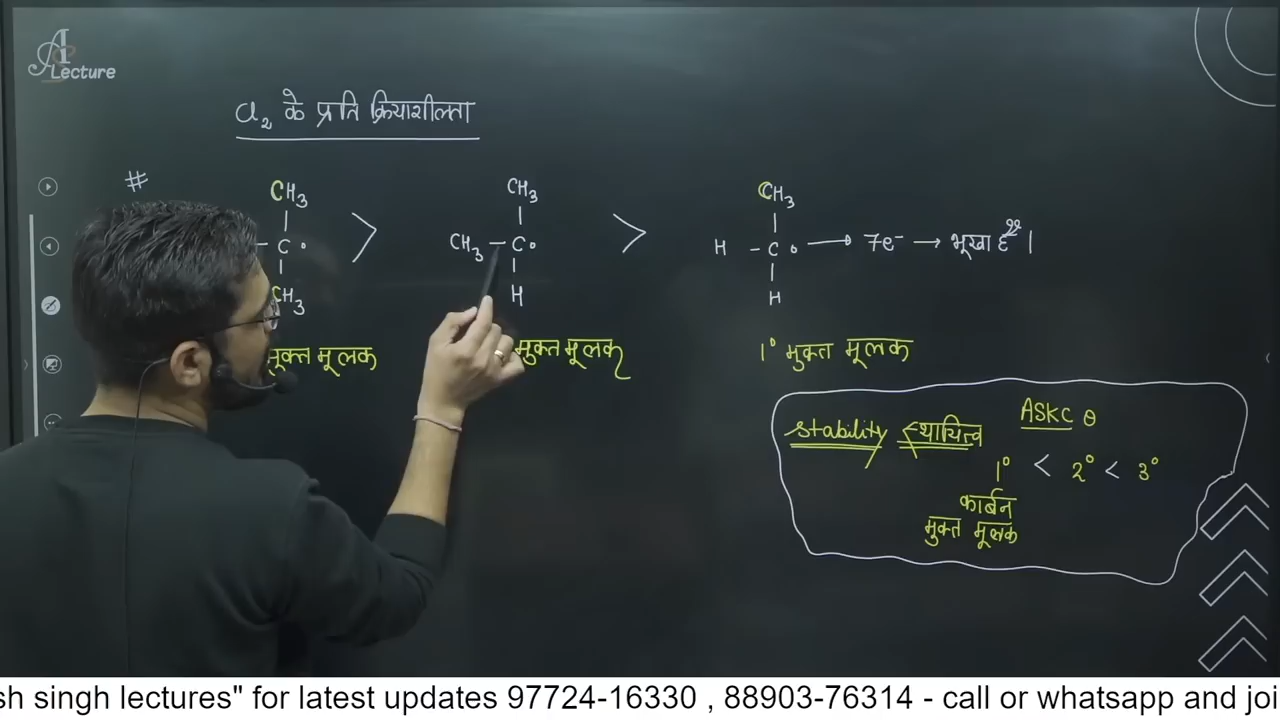 A Lecture
Cl₂ के प्रति क्रियाशीलता
#
CH₃ CH₃ CH₃
– C • > CH₃ – C • > H – C • → 7e⁻ → भूखा है।
CH₃ H H
मुक्त मूलक मुक्त मूलक 1° मुक्त मूलक
Stability स्थायित्व ASKC θ
1° < 2° < 3°
कार्बन
मुक्त मूलक
sh singh lectures" for latest updates 97724-16330 , 88903-76314 - call or whatsapp and joi